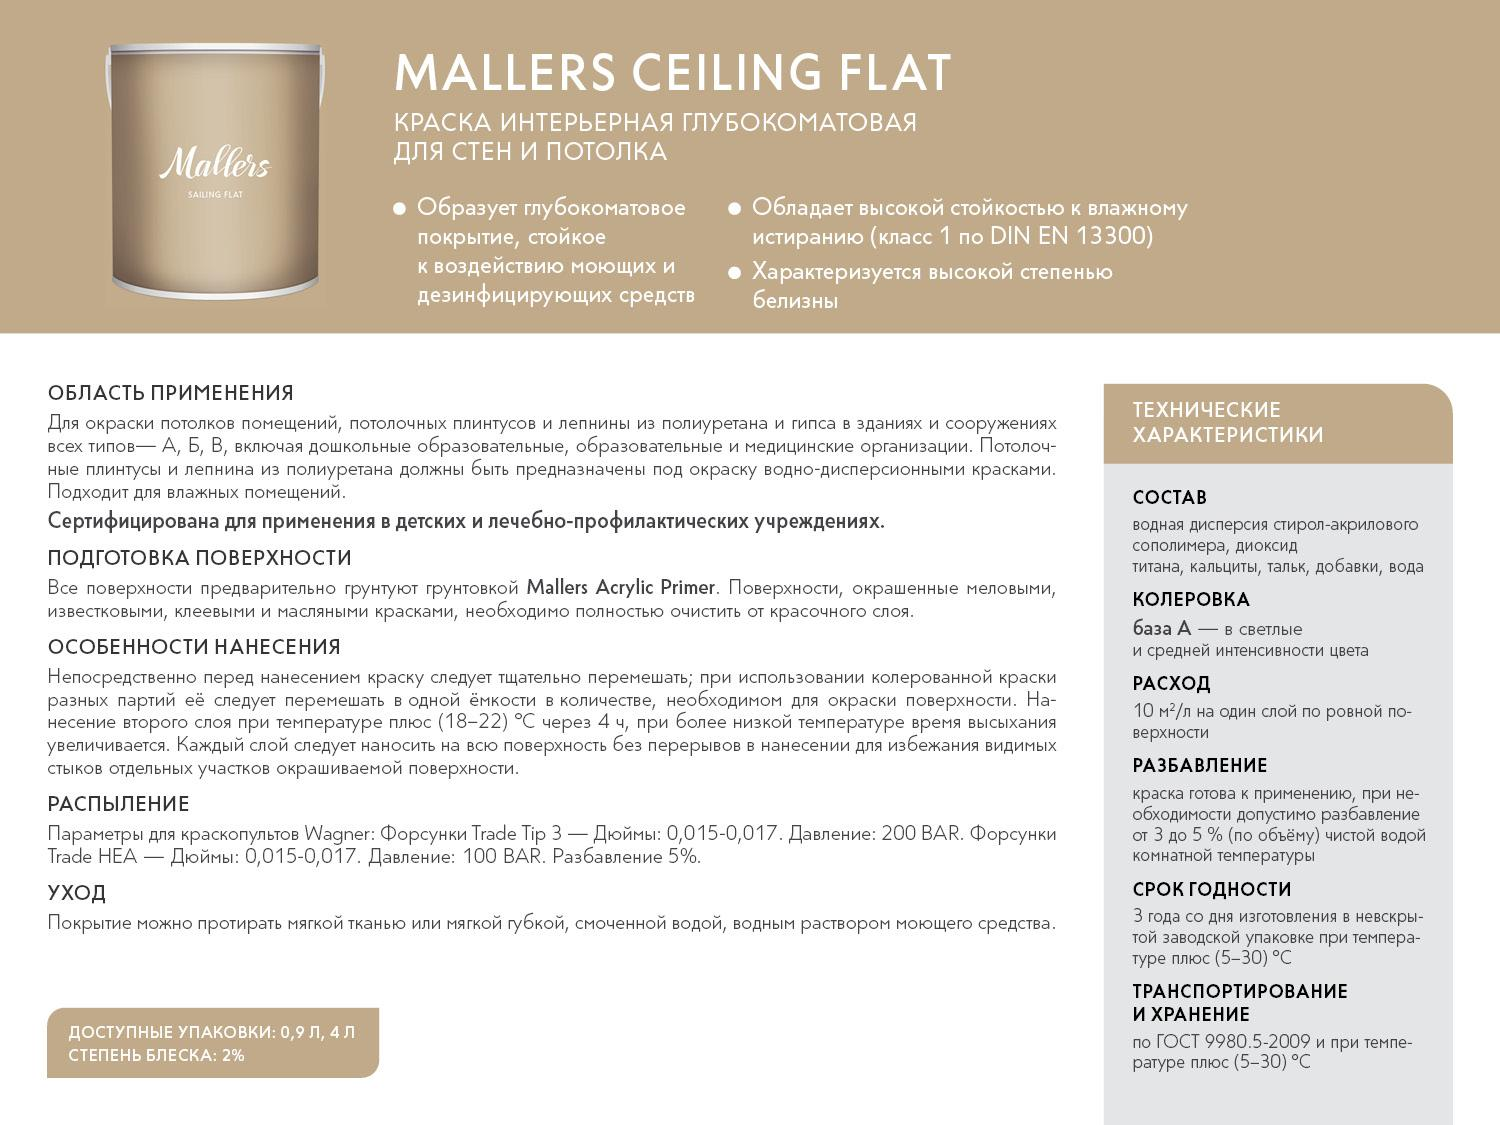 Mallers
SAILING FLAT
MALLERS CEILING FLAT
КРАСКА ИНТЕРЬЕРНАЯ ГЛУБОКОМАТОВАЯ
ДЛЯ СТЕН И ПОТОЛКА
● Образует глубокоматовое
покрытие, стойкое
к воздействию моющих и
дезинфицирующих средств
● Обладает высокой стойкостью к влажному
истиранию (класс 1 по DIN EN 13300)
● Характеризуется высокой степенью
белизны
ОБЛАСТЬ ПРИМЕНЕНИЯ
Для окраски потолков помещений, потолочных плинтусов и лепнины из полиуретана и гипса в зданиях и сооружениях
всех типов— А, Б, В, включая дошкольные образовательные, образовательные и медицинские организации. Потолоч-
ные плинтусы и лепнина из полиуретана должны быть предназначены под окраску водно-дисперсионными красками.
Подходит для влажных помещений.
Сертифицирована для применения в детских и лечебно-профилактических учреждениях.
ПОДГОТОВКА ПОВЕРХНОСТИ
Все поверхности предварительно грунтуют грунтовкой Mallers Acrylic Primer. Поверхности, окрашенные меловыми,
известковыми, клеевыми и масляными красками, необходимо полностью очистить от красочного слоя.
ОСОБЕННОСТИ НАНЕСЕНИЯ
Непосредственно перед нанесением краску следует тщательно перемешать; при использовании колерованной краски
разных партий её следует перемешать в одной ёмкости в количестве, необходимом для окраски поверхности. На-
несение второго слоя при температуре плюс (18–22) °С через 4 ч, при более низкой температуре время высыхания
увеличивается. Каждый слой следует наносить на всю поверхность без перерывов в нанесении для избежания видимых
стыков отдельных участков окрашиваемой поверхности.
РАСПЫЛЕНИЕ
Параметры для краскопультов Wagner: Форсунки Trade Tip 3 — Дюймы: 0,015-0,017. Давление: 200 BAR. Форсунки
Trade HEA — Дюймы: 0,015-0,017. Давление: 100 BAR. Разбавление 5%.
УХОД
Покрытие можно протирать мягкой тканью или мягкой губкой, смоченной водой, водным раствором моющего средства.
ДОСТУПНЫЕ УПАКОВКИ: 0,9 Л, 4 Л
СТЕПЕНЬ БЛЕСКА: 2%
ТЕХНИЧЕСКИЕ
ХАРАКТЕРИСТИКИ
СОСТАВ
водная дисперсия стирол-акрилового
сополимера, диоксид
титана, кальциты, тальк, добавки, вода
КОЛЕРОВКА
база А — в светлые
и средней интенсивности цвета
РАСХОД
10 м²/л на один слой по ровной по-
верхности
РАЗБАВЛЕНИЕ
краска готова к применению, при не-
обходимости допустимо разбавление
от 3 до 5 % (по объёму) чистой водой
комнатной температуры
СРОК ГОДНОСТИ
3 года со дня изготовления в невскры-
той заводской упаковке при темпера-
туре плюс (5–30) °С
ТРАНСПОРТИРОВАНИЕ
И ХРАНЕНИЕ
по ГОСТ 9980.5-2009 и при темпе-
ратуре плюс (5–30) °С